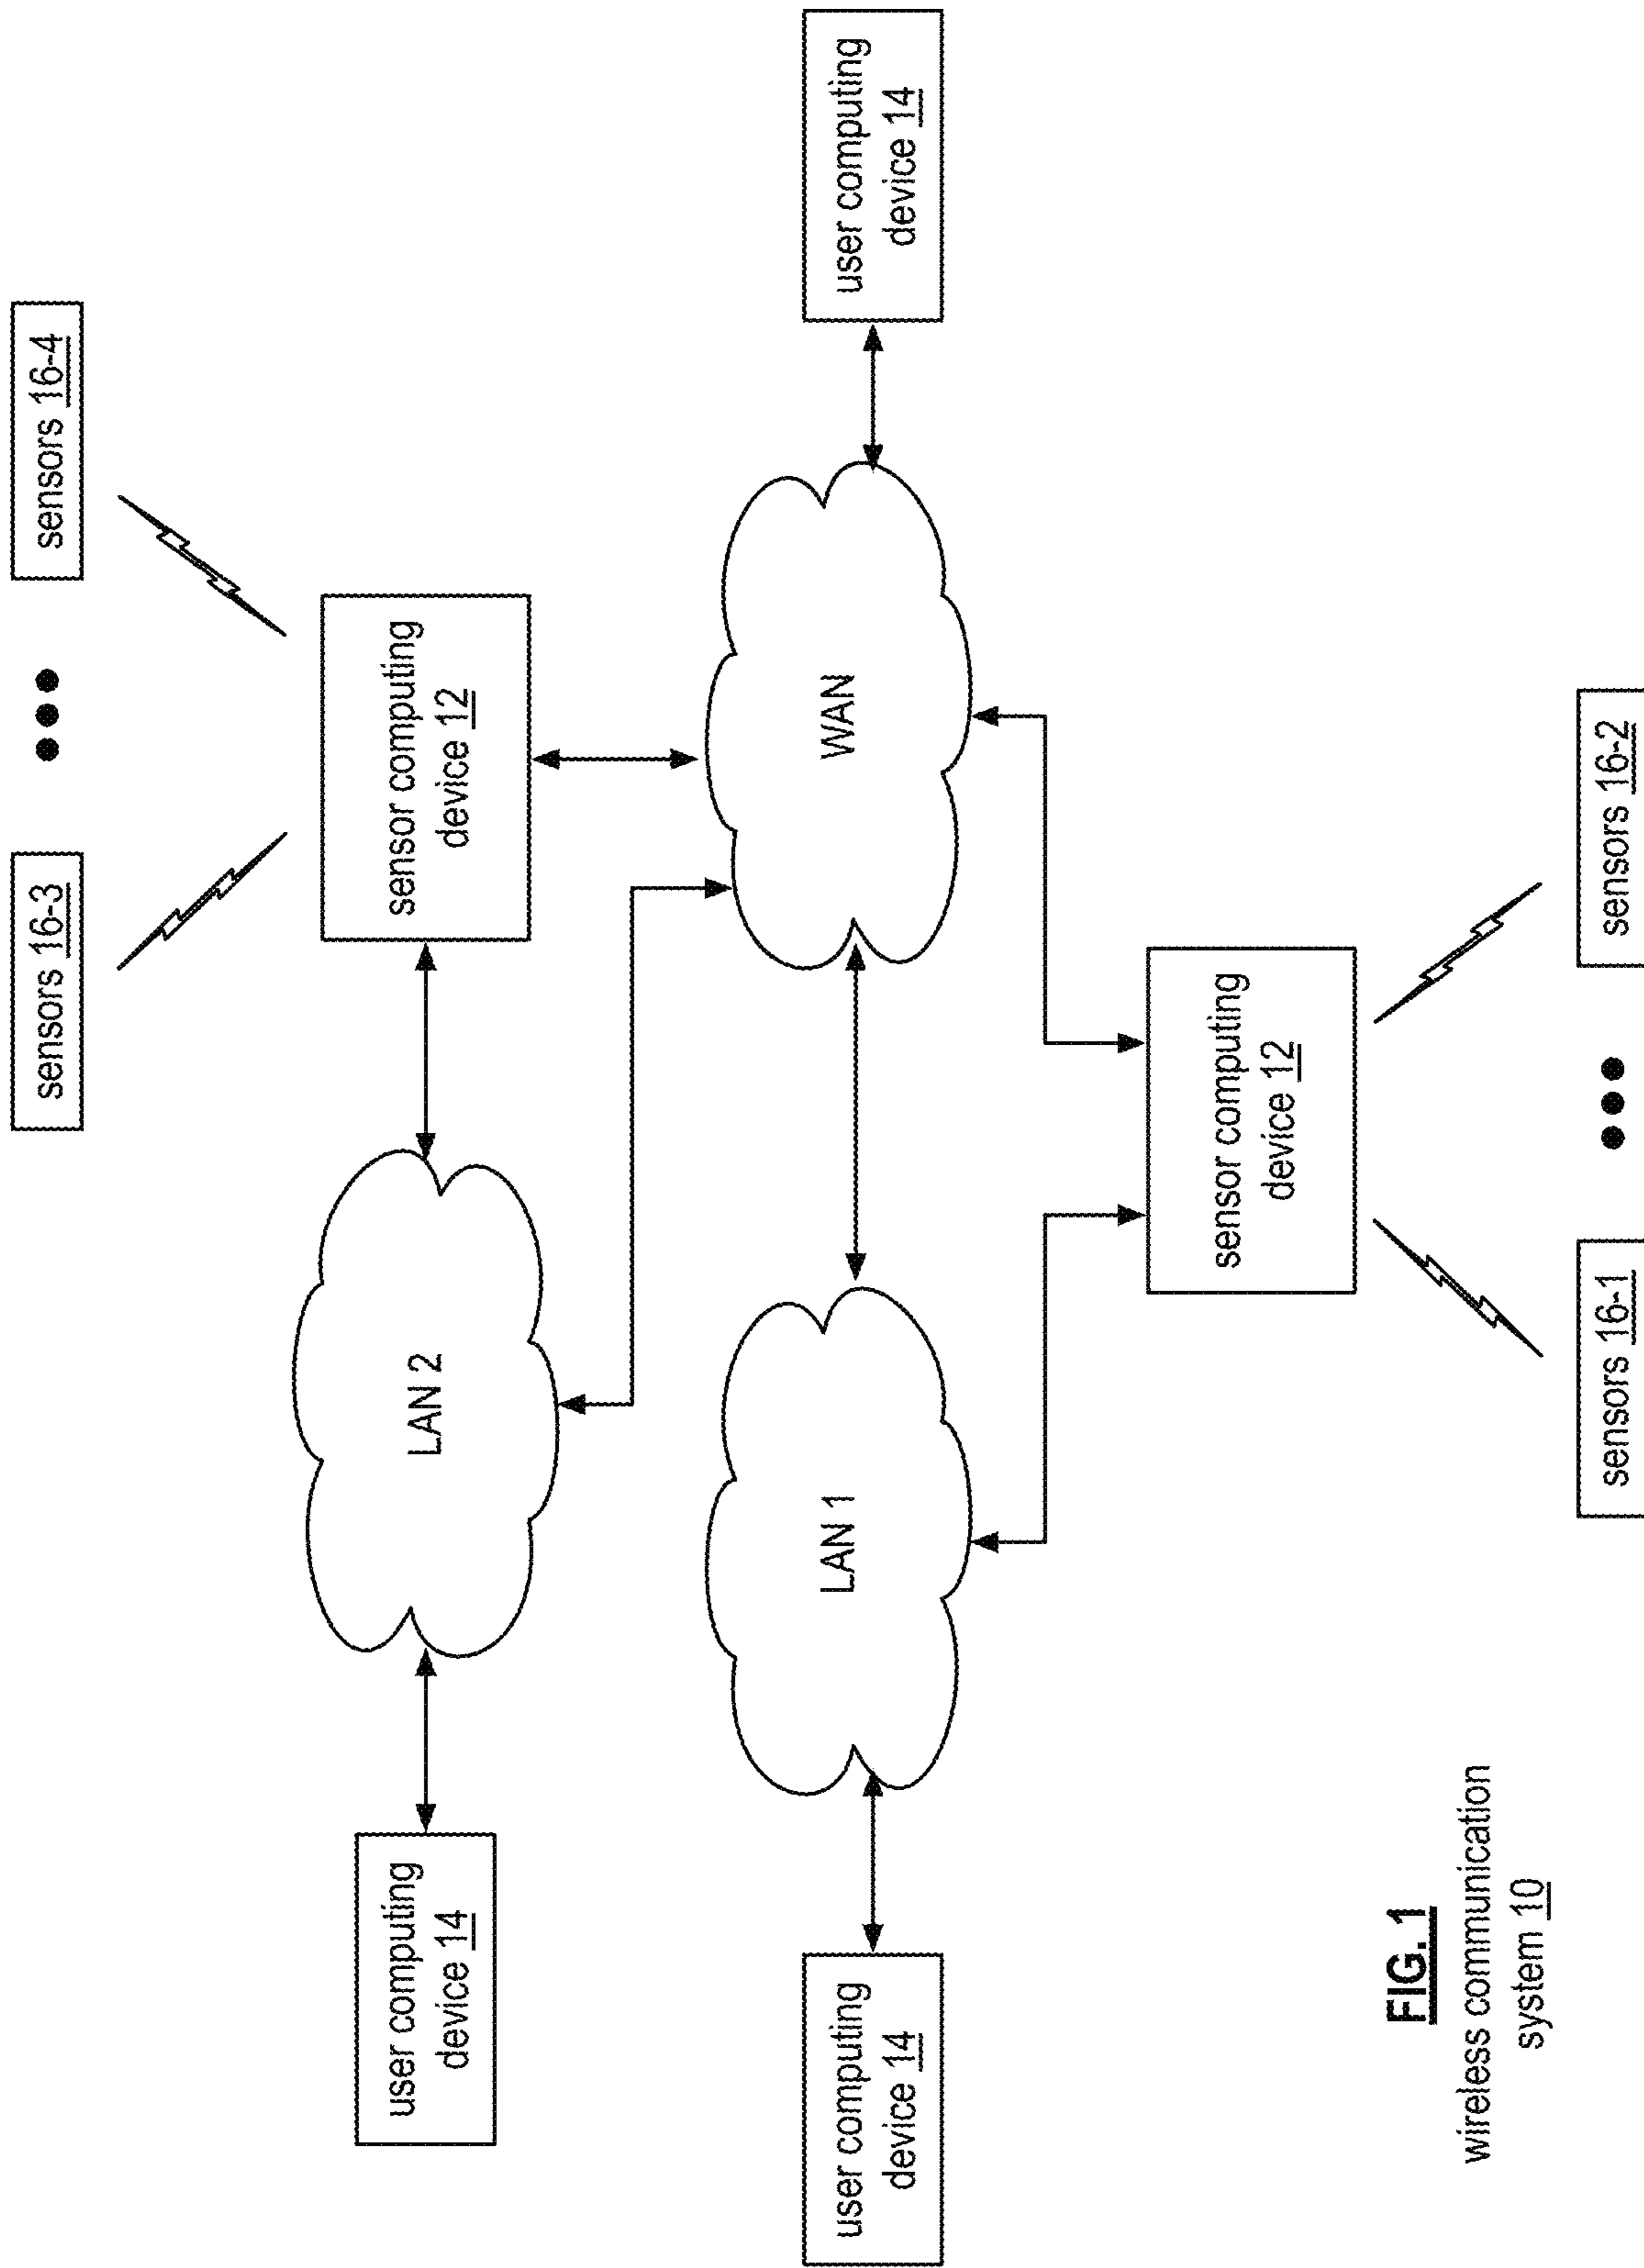 sensors 16-3
sensors 16-4
user computing
device 14
LAN 2
sensor computing
device 12
user computing
device 14
LAN 1
WAN
user computing
device 14
sensor computing
device 12
sensors 16-1
sensors 16-2
FIG. 1
wireless communication
system 10